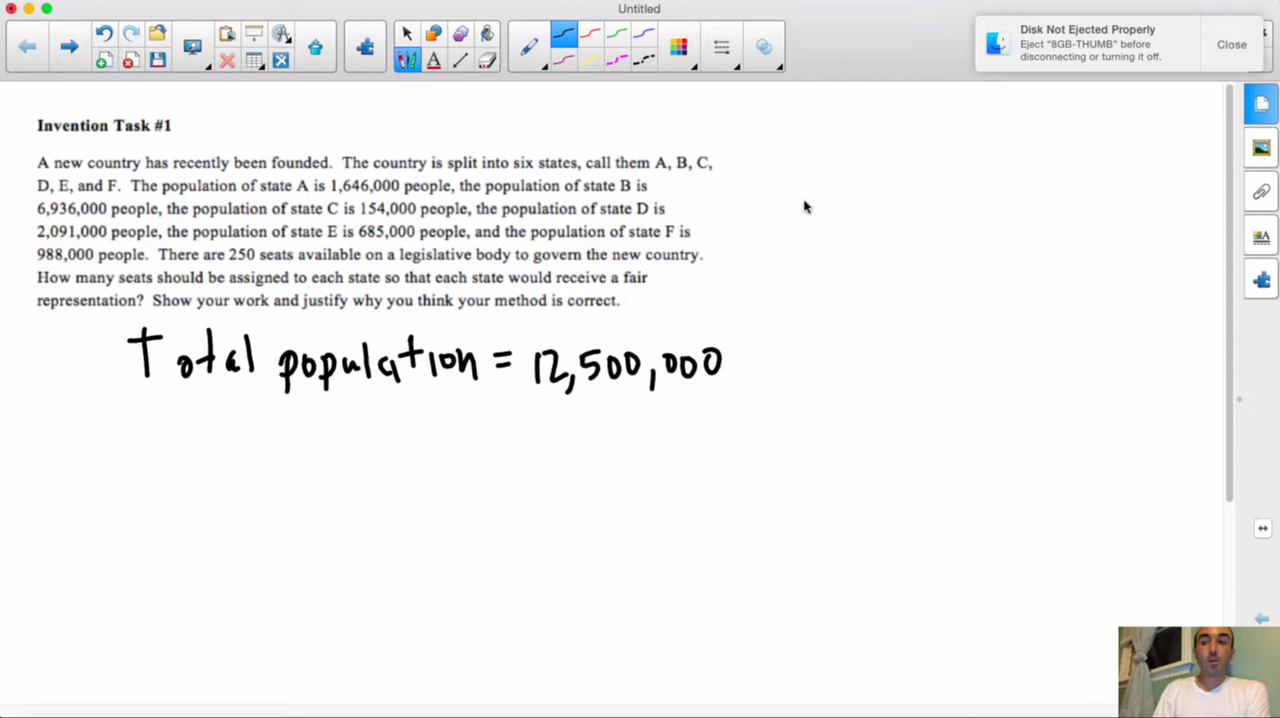 Untitled
Disk Not Ejected Properly
Eject "8GB-THUMB" before
disconnecting or turning it off.
Close
Invention Task #1
A new country has recently been founded. The country is split into six states, call them A, B, C,
D, E, and F. The population of state A is 1,646,000 people, the population of state B is
6,936,000 people, the population of state C is 154,000 people, the population of state D is
2,091,000 people, the population of state E is 685,000 people, and the population of state F is
988,000 people. There are 250 seats available on a legislative body to govern the new country.
How many seats should be assigned to each state so that each state would receive a fair
representation? Show your work and justify why you think your method is correct.
Total population = 12,500,000